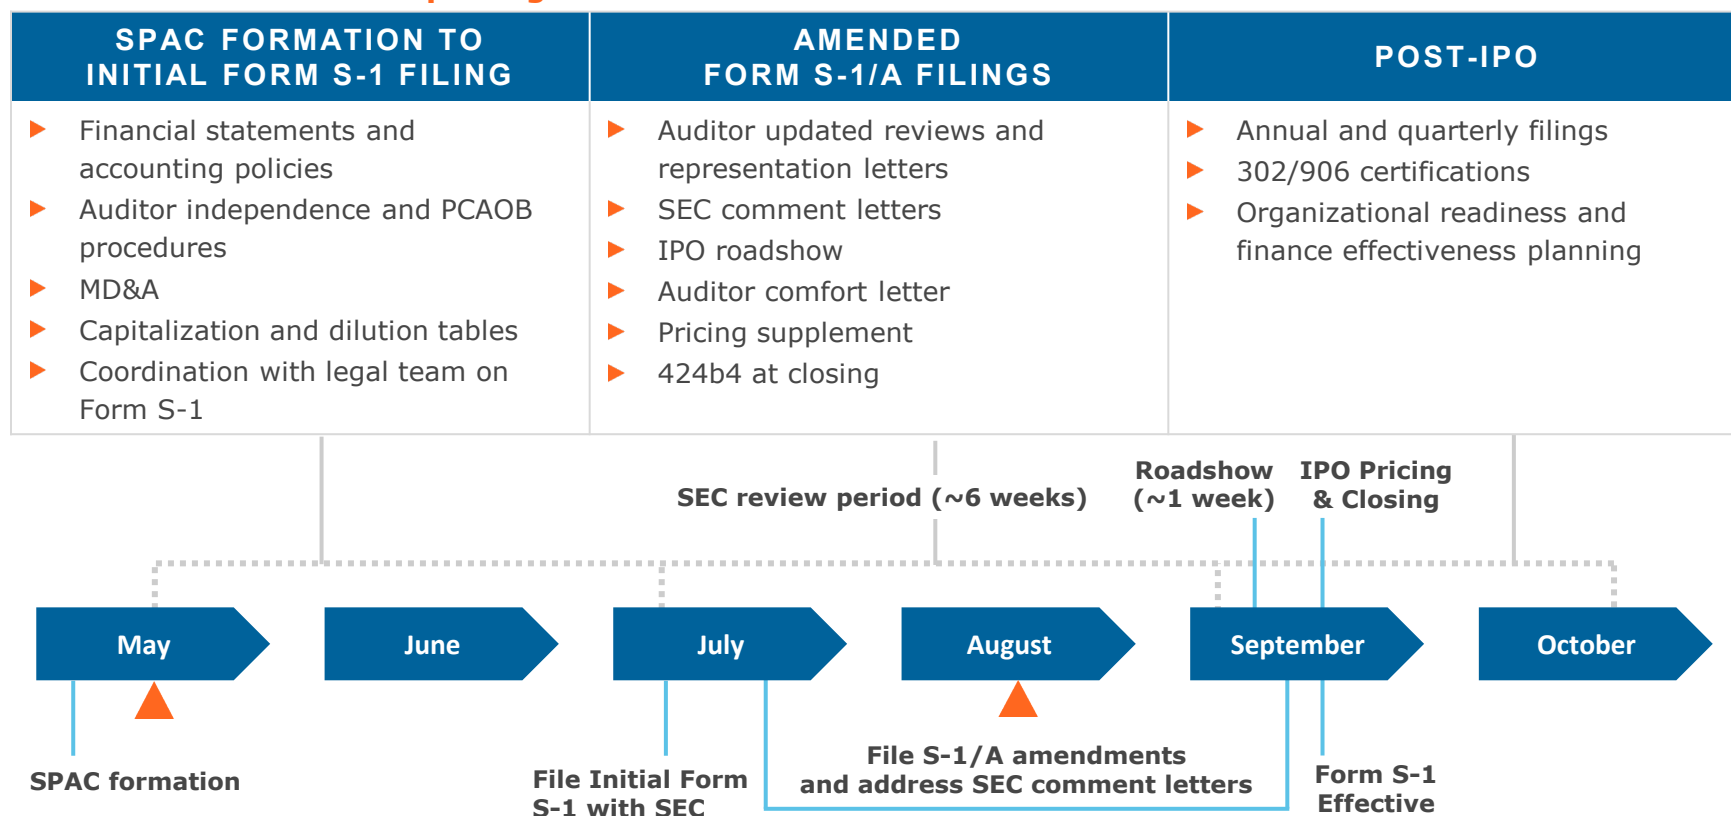 SPAC FORMATION TO
INITIAL FORM S-1 FILING
Financial statements and
accounting policies
Auditor independence and PCAOB
procedures
MD&A
Capitalization and dilution tables
Coordination with legal team on
Form S-1
AMENDED
FORM S-1/A FILINGS
Auditor updated reviews and
representation letters
SEC comment letters
IPO roadshow
Auditor comfort letter
Pricing supplement
424b4 at closing
POST-IPO
Annual and quarterly filings
302/906 certifications
Organizational readiness and
finance effectiveness planning
SEC review period (~6 weeks)
Roadshow
(~1 week)
IPO Pricing
& Closing
May
June
July
August
September
October
SPAC formation
File Initial Form
S-1 with SEC
File S-1/A amendments
and address SEC comment letters
Form S-1
Effective